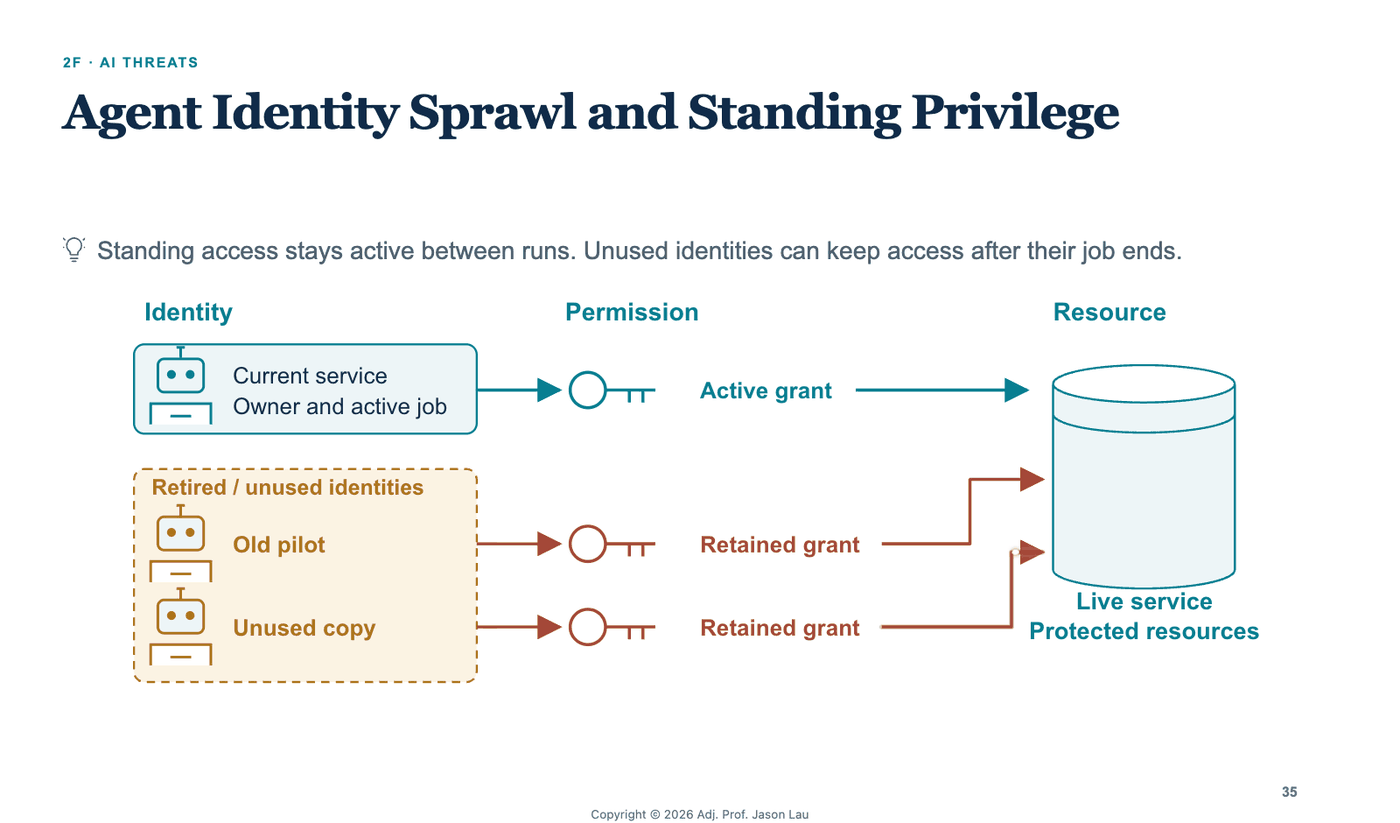 2F · AI THREATS
Agent Identity Sprawl and Standing Privilege
Standing access stays active between runs. Unused identities can keep access after their job ends.
Identity
Permission
Resource
Current service
Owner and active job
Active grant
Retired / unused identities
Old pilot
Retained grant
Unused copy
Retained grant
Live service
Protected resources
35
Copyright © 2026 Adj. Prof. Jason Lau